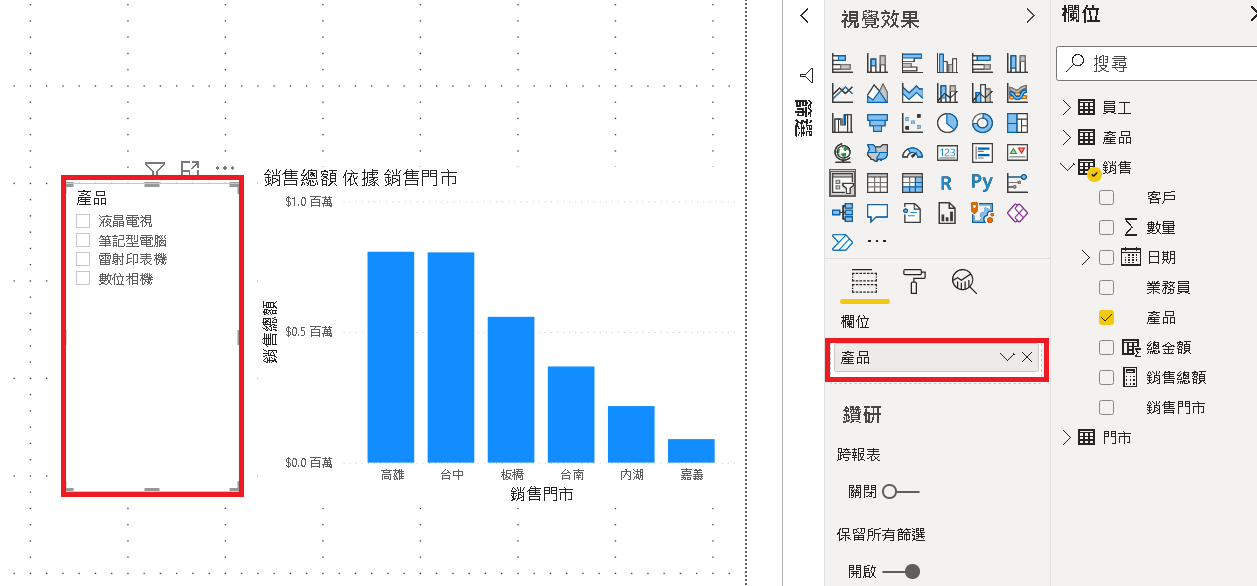 產品
液晶電視
筆記型電腦
雷射印表機
數位相機
銷售總額 依據 銷售門市
$1.0 百萬
$0.5 百萬
$0.0 百萬
銷售總額
高雄 台中 板橋 台南 內湖 嘉義
銷售門市
篩選
視覺效果
123
R
Py
欄位
產品
鑽研
跨報表
關閉
保留所有篩選
開啟
欄位
搜尋
員工
產品
銷售
客戶
數量
日期
業務員
產品
總金額
銷售總額
銷售門市
門市